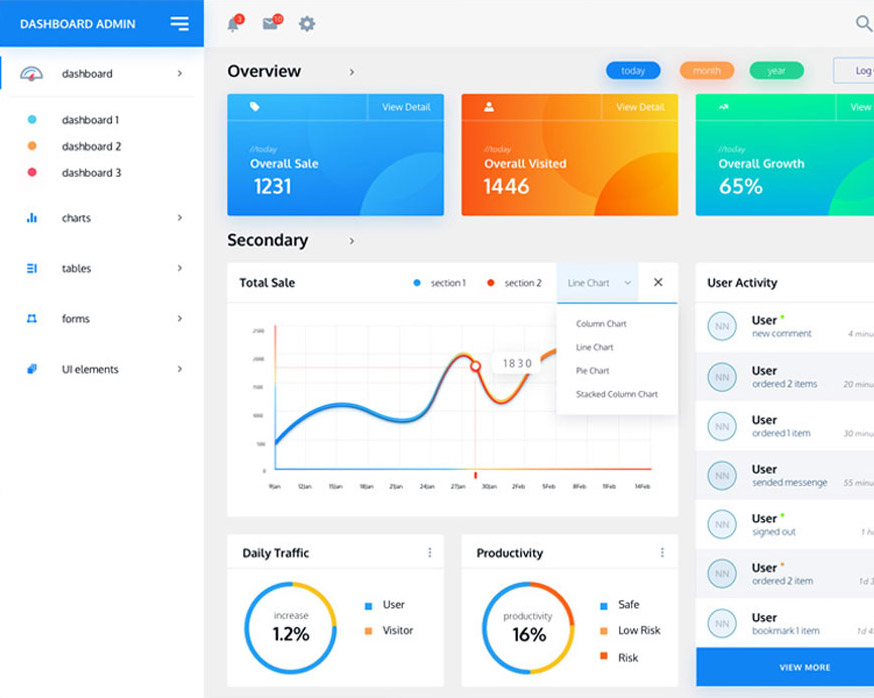 DASHBOARD ADMIN
3
10
dashboard
dashboard 1
dashboard 2
dashboard 3
charts
tables
forms
UI elements
Overview
today
month
year
Log
View Detail
//today
Overall Sale
1231
View Detail
//today
Overall Visited
1446
View
//today
Overall Growth
65%
Secondary
Total Sale
section 1
section 2
Line Chart
Column Chart
Line Chart
Pie Chart
Stacked Column Chart
2500
2000
1500
1000
500
0
1830
9Jan
12Jan
15Jan
18Jan
21Jan
24Jan
27Jan
30Jan
2Feb
5Feb
8Feb
11Feb
14Feb
User Activity
NN
User
new comment
4 minu
NN
User
ordered 2 items
20 minu
NN
User
ordered 1 item
30 minu
NN
User
sended messenge
55 minu
NN
User
signed out
1 h
NN
User
ordered 2 item
1d
NN
User
bookmark 1 item
1d 4
VIEW MORE
Daily Traffic
increase
1.2%
User
Visitor
Productivity
productivity
16%
Safe
Low Risk
Risk